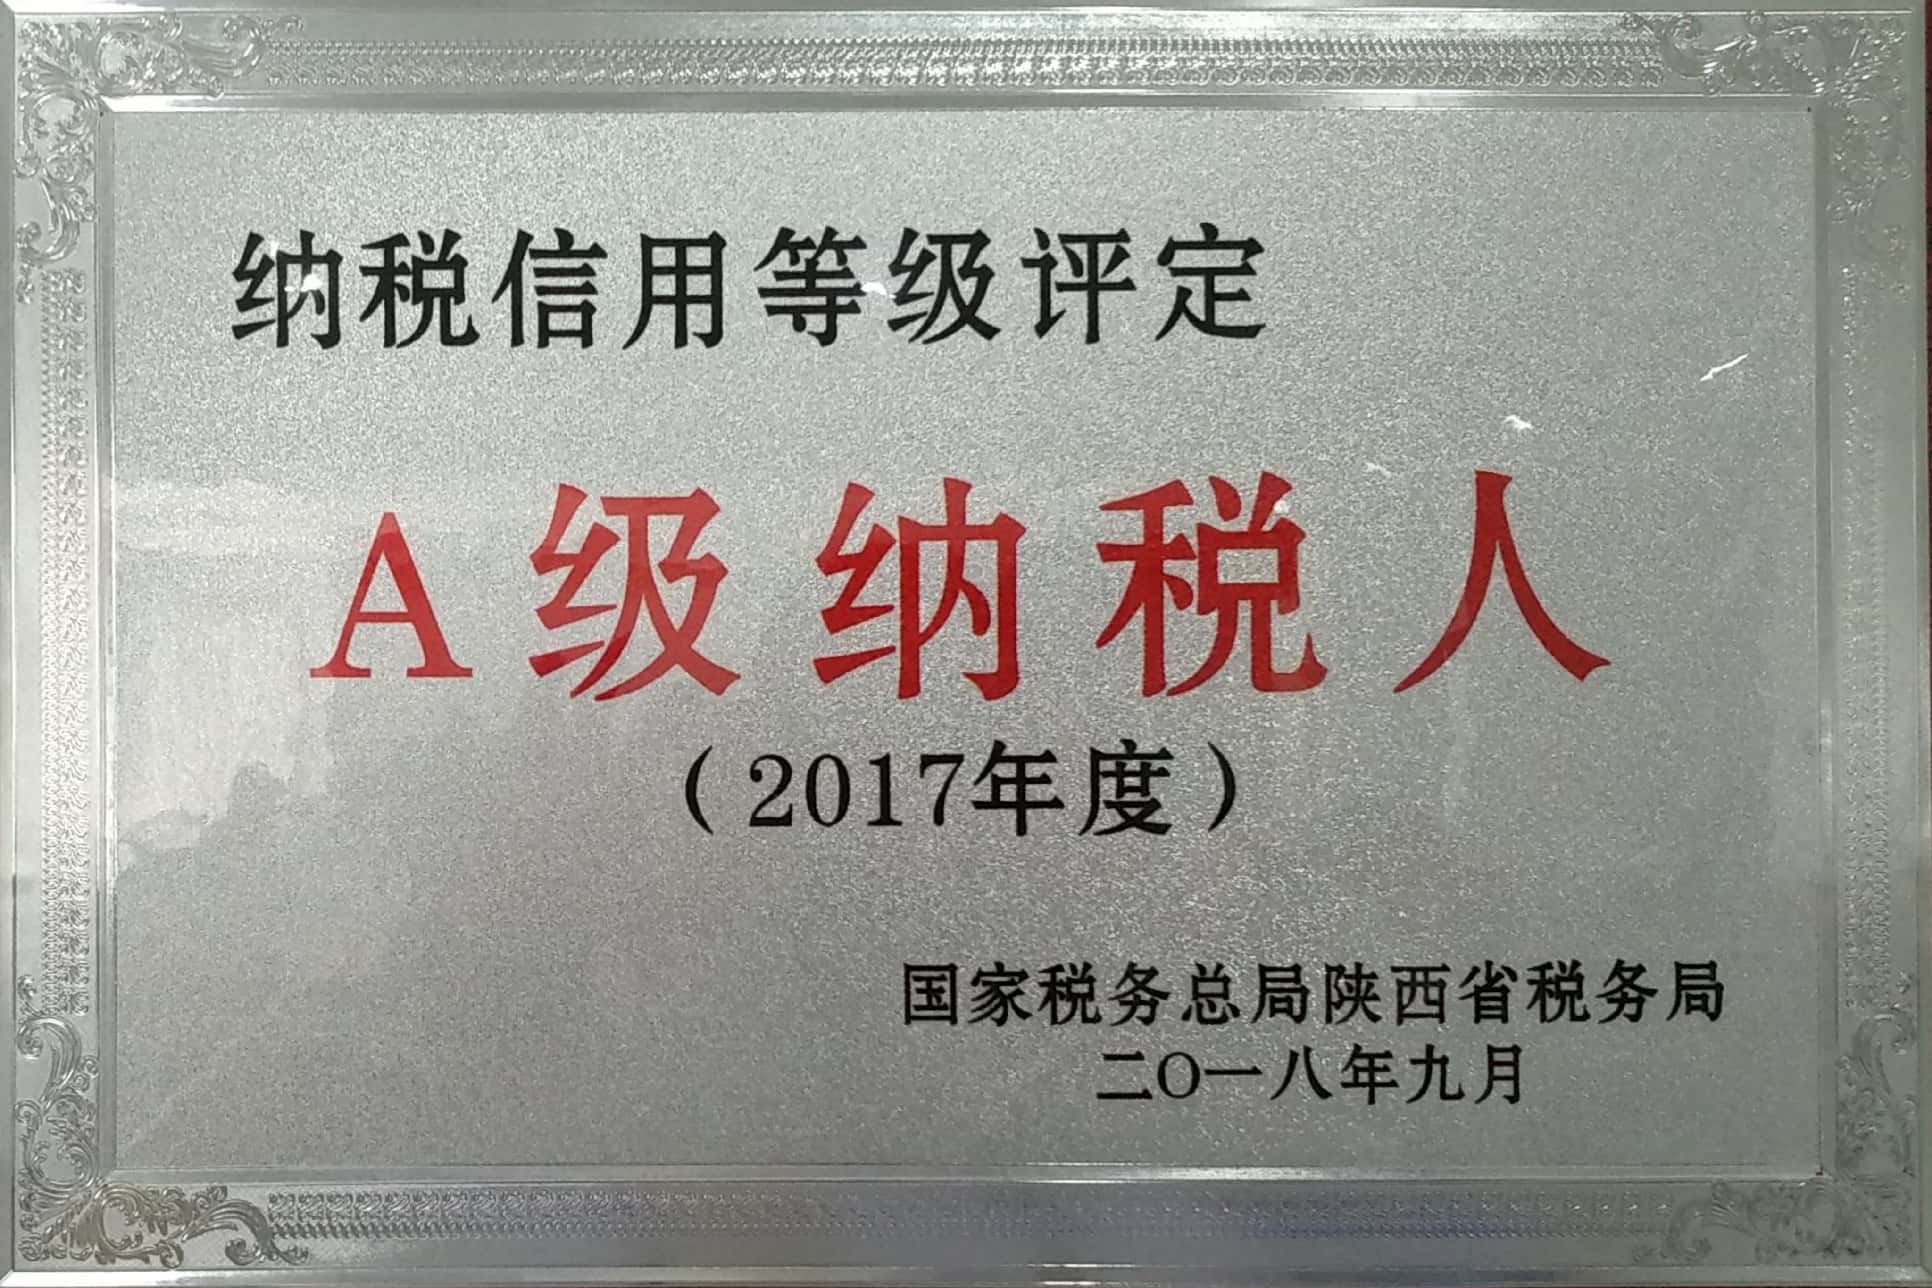 纳税信用等级评定
A级纳税人
（2017年度）
国家税务总局陕西省税务局
二〇一八年九月